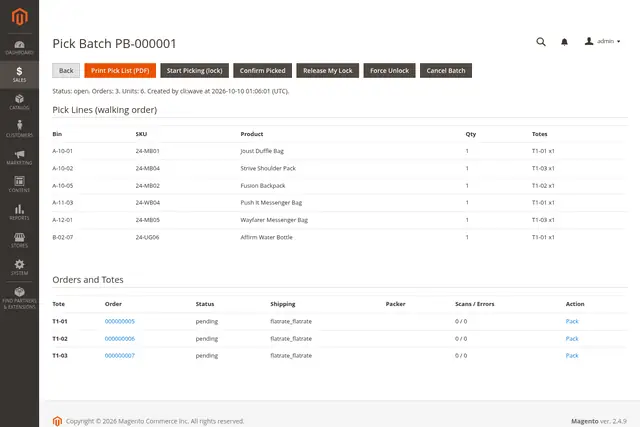 Pick Batch PB-000001
admin
DASHBOARD
SALES
CATALOG
CUSTOMERS
MARKETING
CONTENT
REPORTS
STORES
SYSTEM
FIND PARTNERS
& EXTENSIONS
Back Print Pick List (PDF) Start Picking (lock) Confirm Picked Release My Lock Force Unlock Cancel Batch
Status: open. Orders: 3. Units: 6. Created by cli:wave at 2026-10-10 01:06:01 (UTC).
Pick Lines (walking order)
Bin SKU Product Qty Totes
A-10-01 24-MB01 Joust Duffle Bag 1 T1-01 x1
A-10-02 24-MB04 Strive Shoulder Pack 1 T1-03 x1
A-10-05 24-MB02 Fusion Backpack 1 T1-02 x1
A-11-03 24-WB04 Push It Messenger Bag 1 T1-01 x1
A-12-01 24-MB05 Wayfarer Messenger Bag 1 T1-03 x1
B-02-07 24-UG06 Affirm Water Bottle 1 T1-01 x1
Orders and Totes
Tote Order Status Shipping Packer Scans / Errors Action
T1-01 000000005 pending flatrate_flatrate 0 / 0 Pack
T1-02 000000006 pending flatrate_flatrate 0 / 0 Pack
T1-03 000000007 pending flatrate_flatrate 0 / 0 Pack
Copyright © 2026 Magento Commerce Inc. All rights reserved. Magento ver. 2.4.9